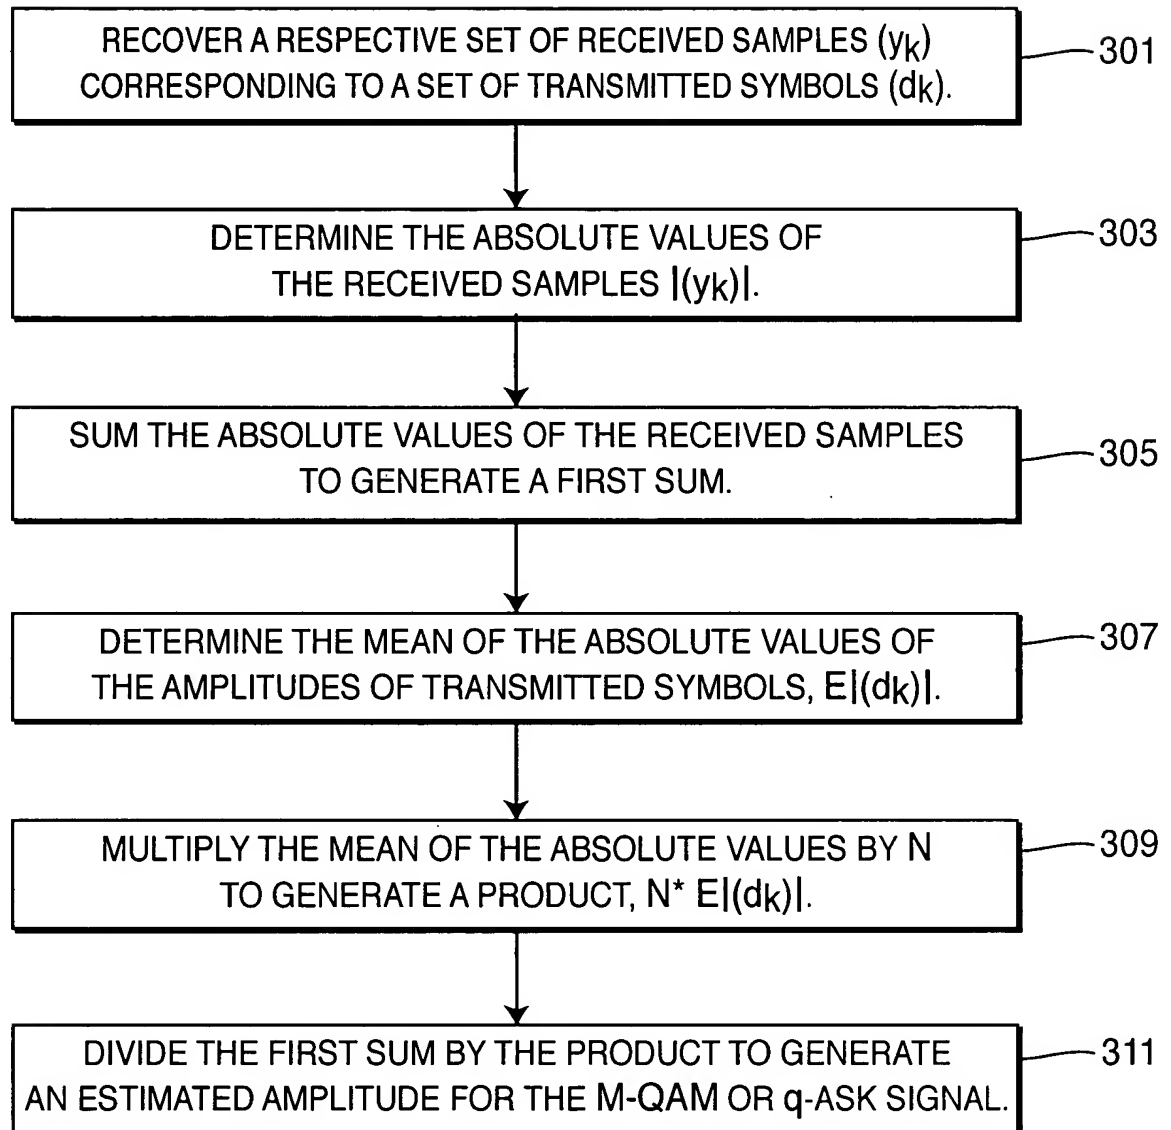 RECOVER A RESPECTIVE SET OF RECEIVED SAMPLES (yk)
CORRESPONDING TO A SET OF TRANSMITTED SYMBOLS (dk).
301
DETERMINE THE ABSOLUTE VALUES OF
THE RECEIVED SAMPLES |(yk)|.
303
SUM THE ABSOLUTE VALUES OF THE RECEIVED SAMPLES
TO GENERATE A FIRST SUM.
305
DETERMINE THE MEAN OF THE ABSOLUTE VALUES OF
THE AMPLITUDES OF TRANSMITTED SYMBOLS, E|(dk)|.
307
MULTIPLY THE MEAN OF THE ABSOLUTE VALUES BY N
TO GENERATE A PRODUCT, N* E|(dk)|.
309
DIVIDE THE FIRST SUM BY THE PRODUCT TO GENERATE
AN ESTIMATED AMPLITUDE FOR THE M-QAM OR q-ASK SIGNAL.
311